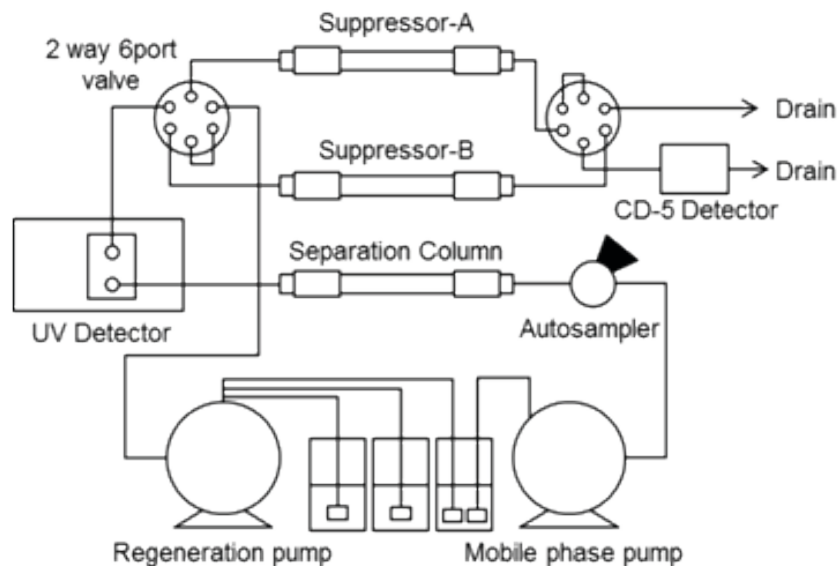 Suppressor-A
2 way 6port
valve
Drain
Suppressor-B
Drain
CD-5 Detector
Separation Column
UV Detector
Autosampler
Regeneration pump
Mobile phase pump